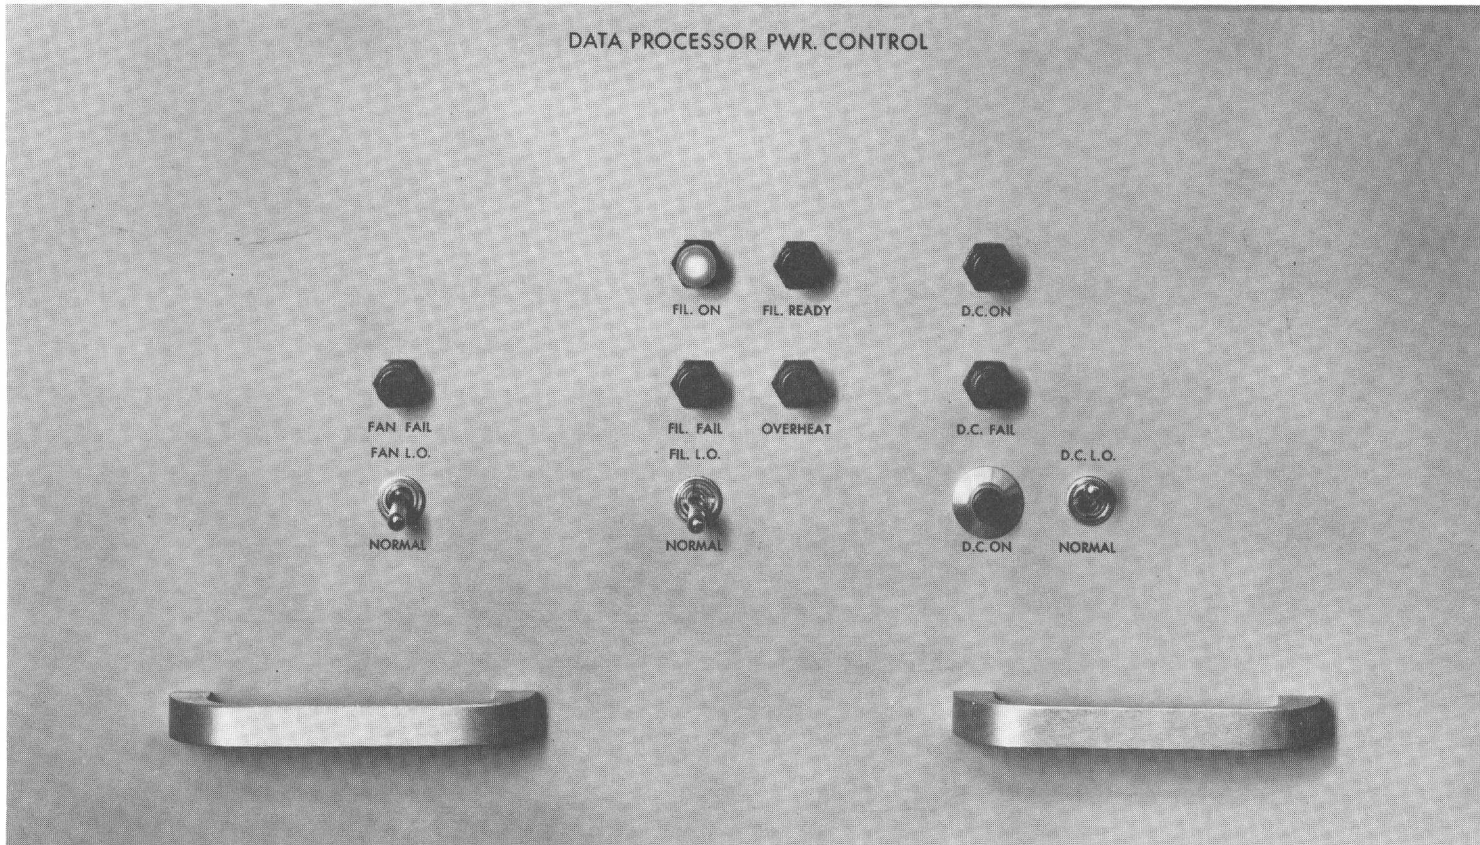 DATA PROCESSOR PWR. CONTROL
FIL. ON
FIL. READY
D.C. ON
FAN FAIL
FIL. FAIL
OVERHEAT
D.C. FAIL
FAN L.O.
FIL. L.O.
D.C. L.O.
NORMAL
NORMAL
D.C. ON
NORMAL